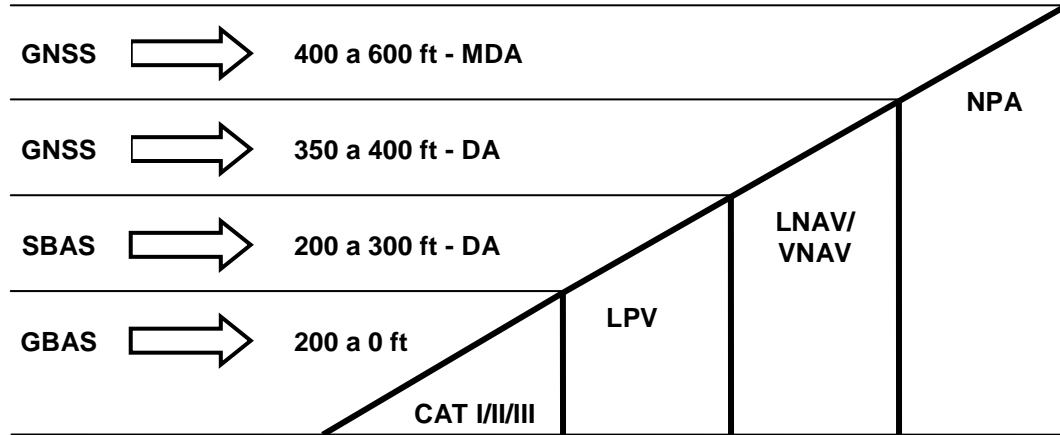 GNSS 400 a 600 ft - MDA
NPA
GNSS 350 a 400 ft - DA
LNAV/
VNAV
SBAS 200 a 300 ft - DA
LPV
GBAS 200 a 0 ft
CAT I/II/III